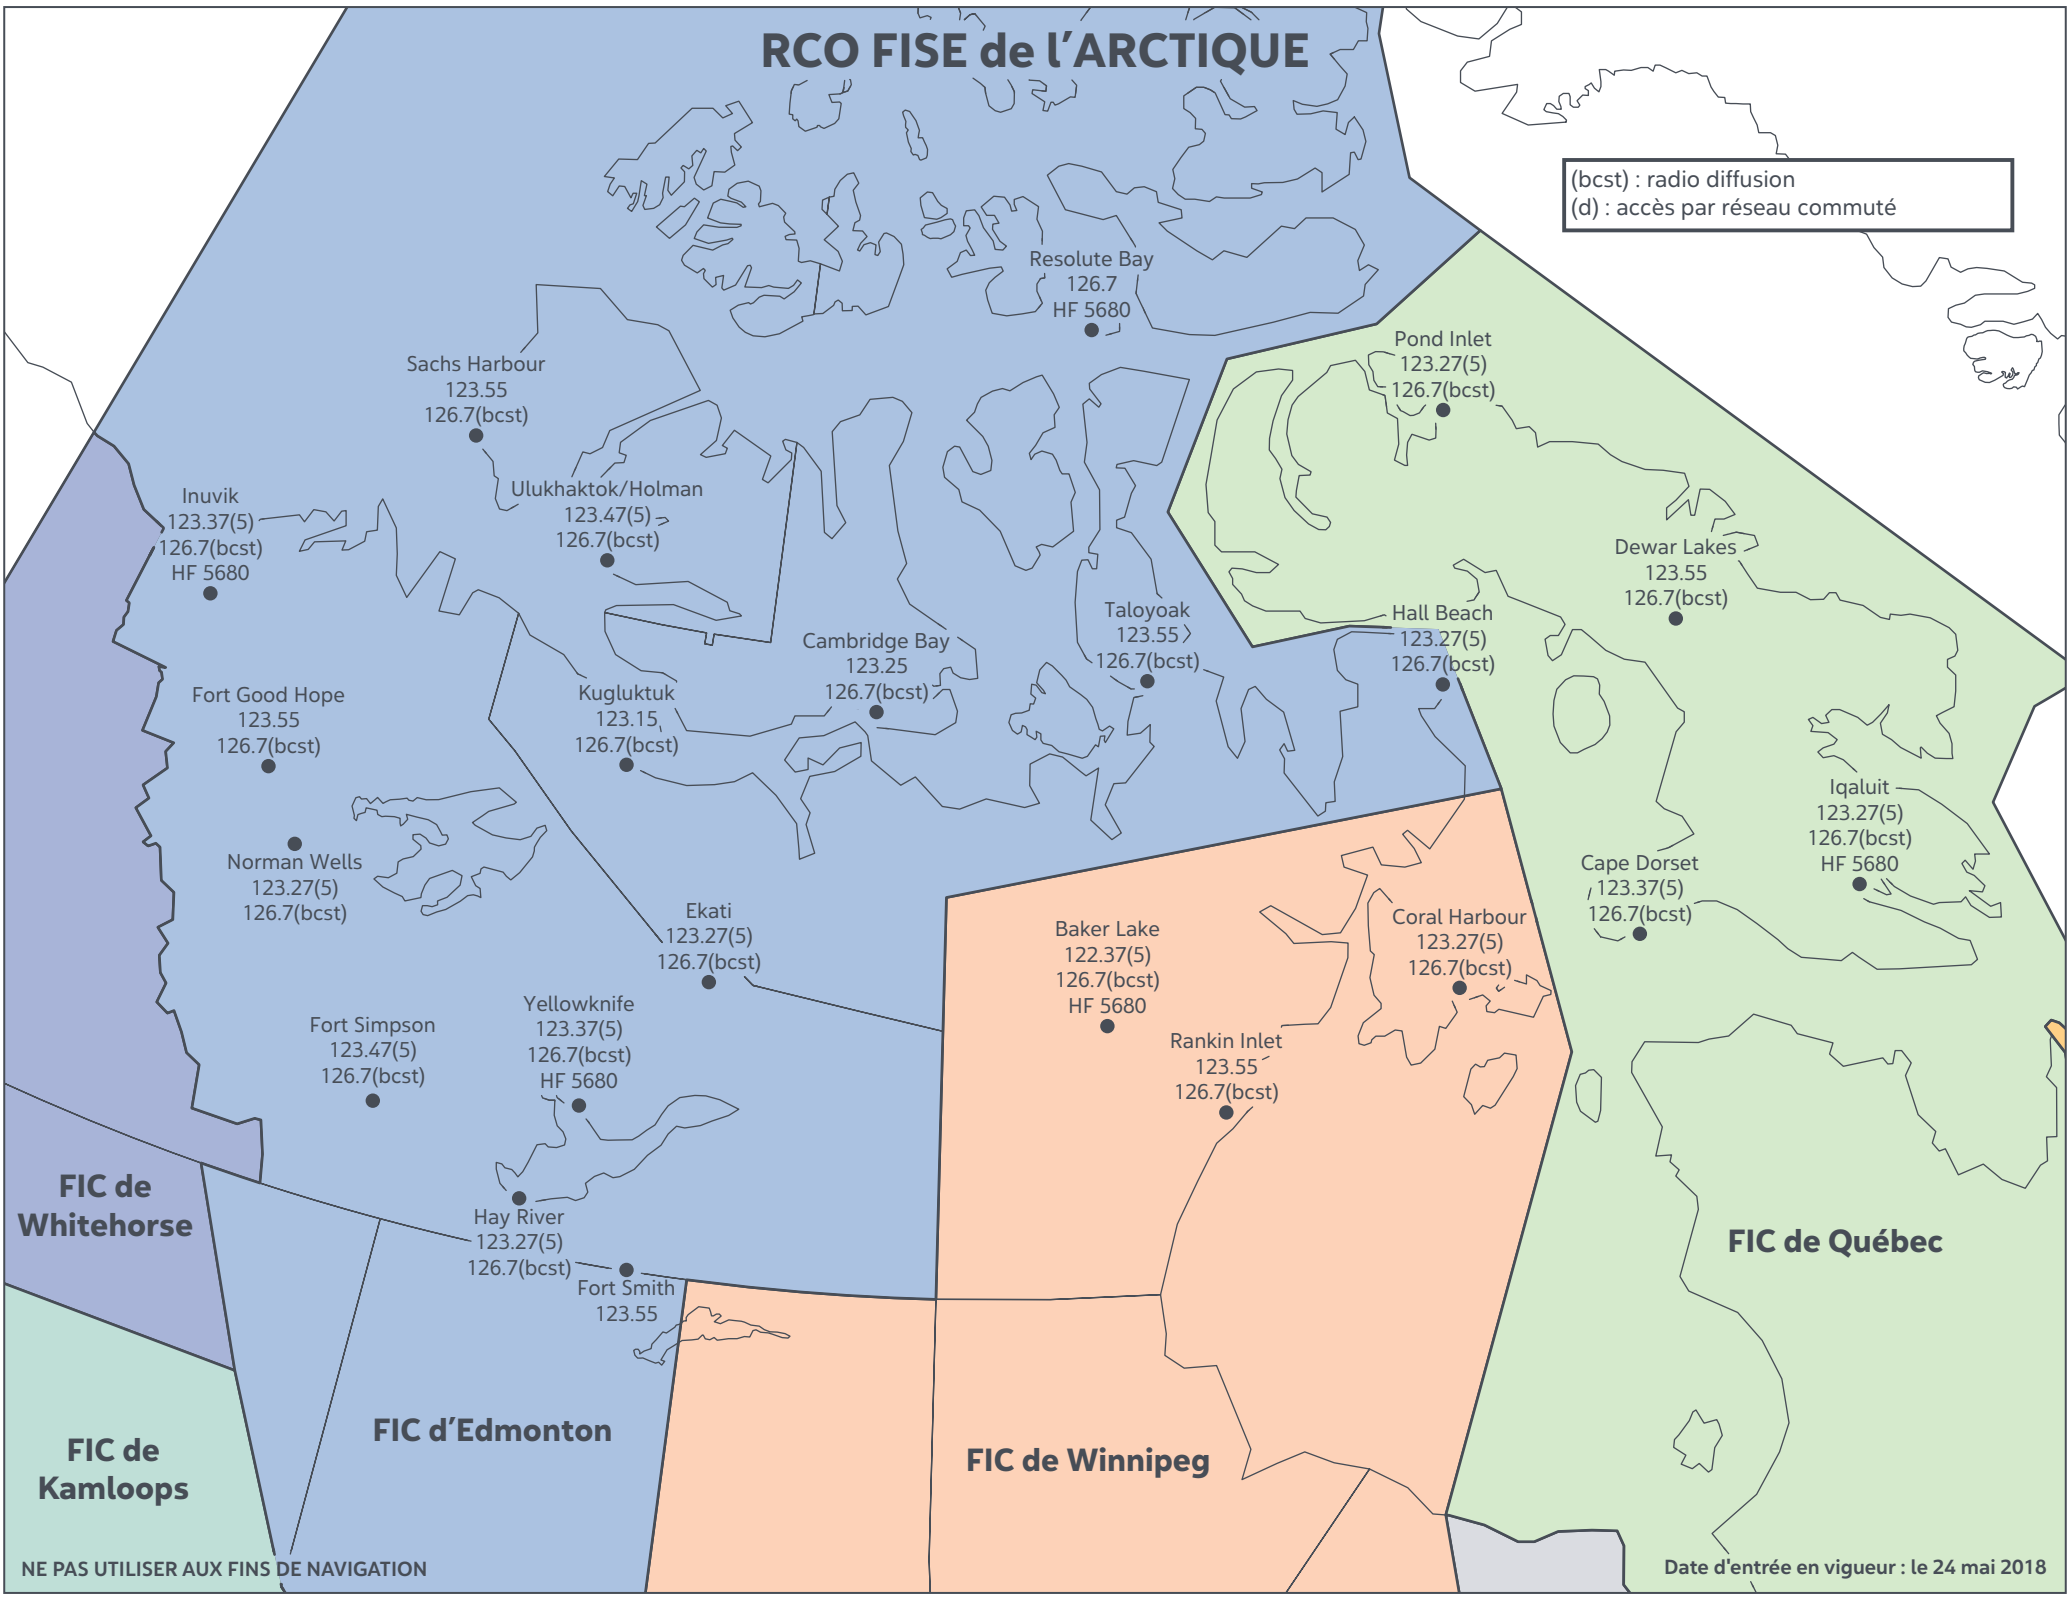 RCO FISE de l'ARCTIQUE
(bcst) : radio diffusion
(d) : accès par réseau commuté
Resolute Bay
126.7
HF 5680
Pond Inlet
123.27(5)
126.7(bcst)
Sachs Harbour
123.55
126.7(bcst)
Inuvik
123.37(5)
126.7(bcst)
HF 5680
Ulukhaktok/Holman
123.47(5)
126.7(bcst)
Dewar Lakes
123.55
126.7(bcst)
Taloyoak
123.55
126.7(bcst)
Hall Beach
123.27(5)
126.7(bcst)
Cambridge Bay
123.25
126.7(bcst)
Fort Good Hope
123.55
126.7(bcst)
Kugluktuk
123.15
126.7(bcst)
Iqaluit
123.27(5)
126.7(bcst)
HF 5680
Norman Wells
123.27(5)
126.7(bcst)
Cape Dorset
123.37(5)
126.7(bcst)
Ekati
123.27(5)
126.7(bcst)
Baker Lake
122.37(5)
126.7(bcst)
HF 5680
Coral Harbour
123.27(5)
126.7(bcst)
Yellowknife
123.37(5)
126.7(bcst)
HF 5680
Fort Simpson
123.47(5)
126.7(bcst)
Rankin Inlet
123.55
126.7(bcst)
FIC de
Whitehorse
Hay River
123.27(5)
126.7(bcst)
Fort Smith
123.55
FIC de Québec
FIC d'Edmonton
FIC de Winnipeg
FIC de
Kamloops
NE PAS UTILISER AUX FINS DE NAVIGATION
Date d'entrée en vigueur : le 24 mai 2018